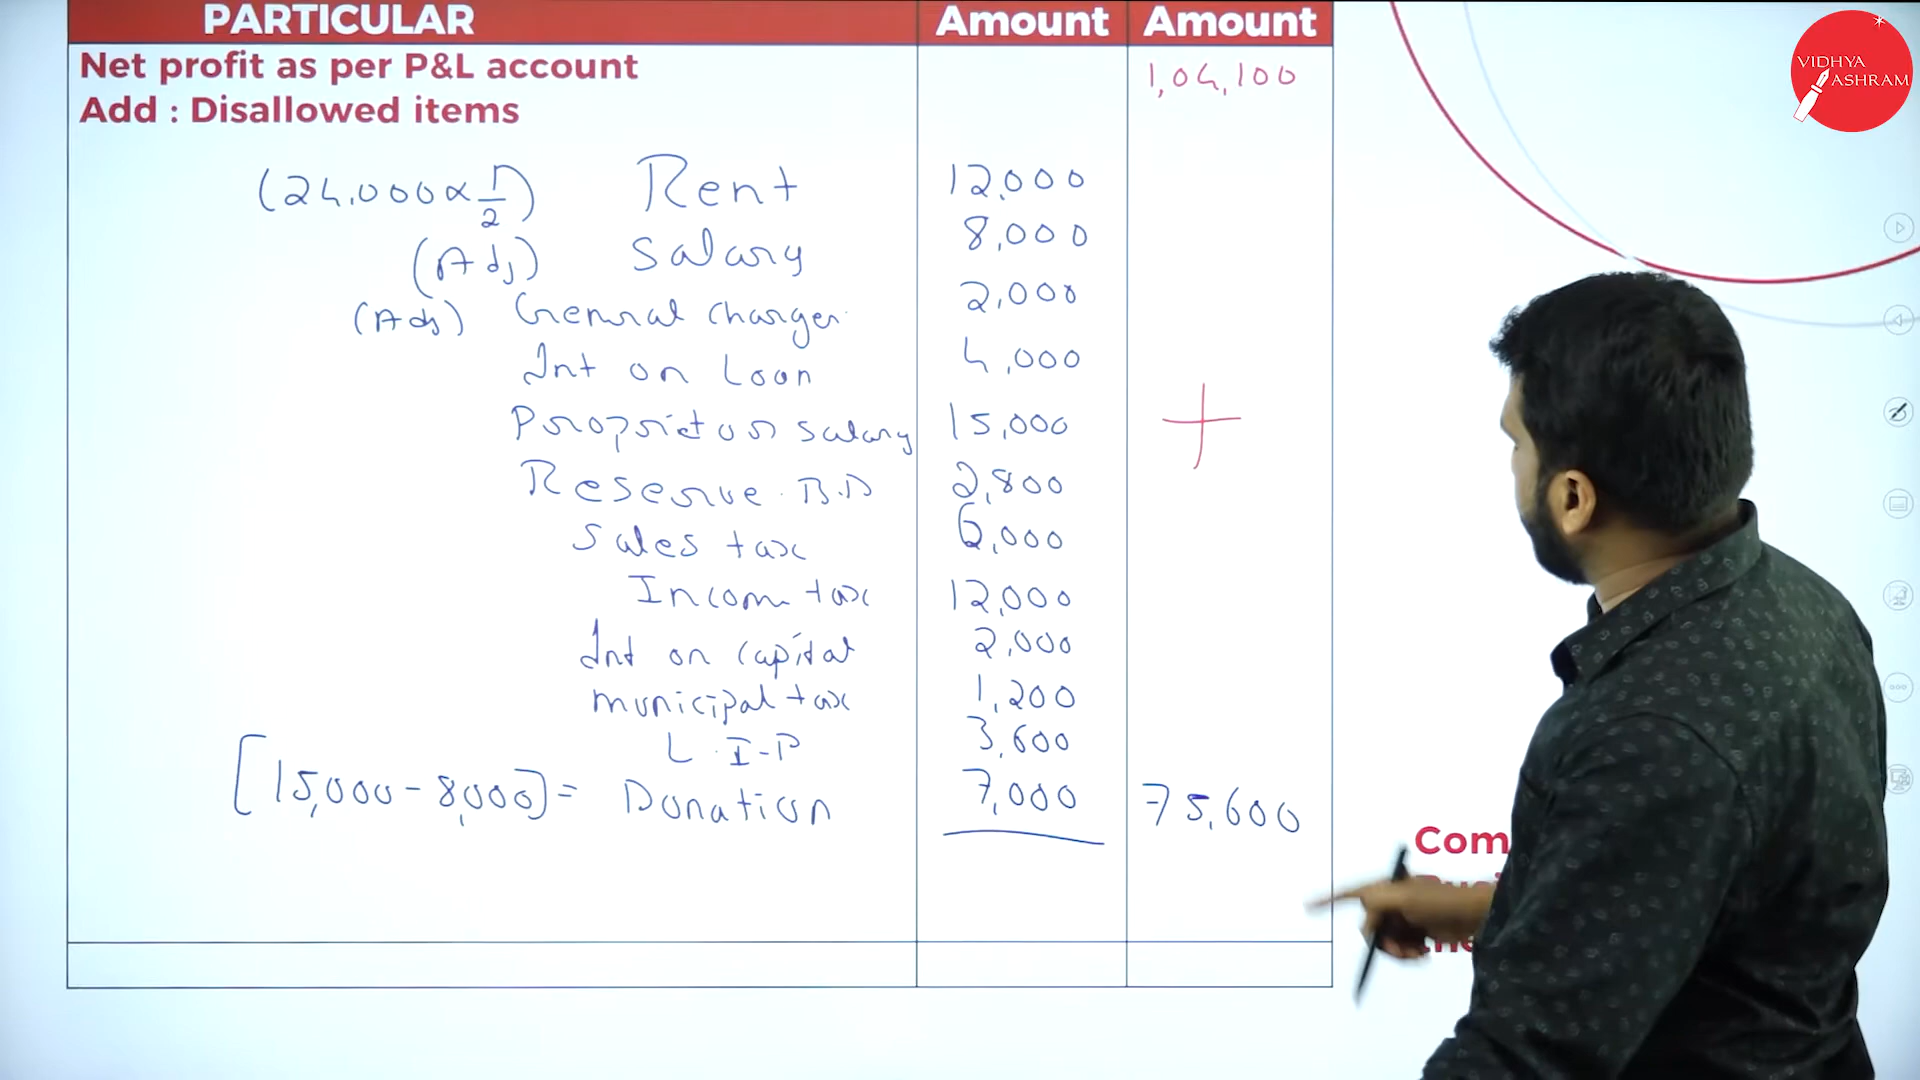 PARTICULAR Amount Amount
Net profit as per P&L account 1,04,100
Add : Disallowed items
(24,000 x 1/2) Rent 12,000
(Adj) Salary 8,000
(Adj) General charges 2,000
Int on Loan 4,000
Proprietor salary 15,000
Reserve B.D 2,800
Sales tax 6,000
Income tax 12,000
Int on capital 2,000
municipal tax 1,200
L.I-P 3,600
[15,000 - 8,000] = Donation 7,000 75,600
+
Com
VIDHYA
ASHRAM